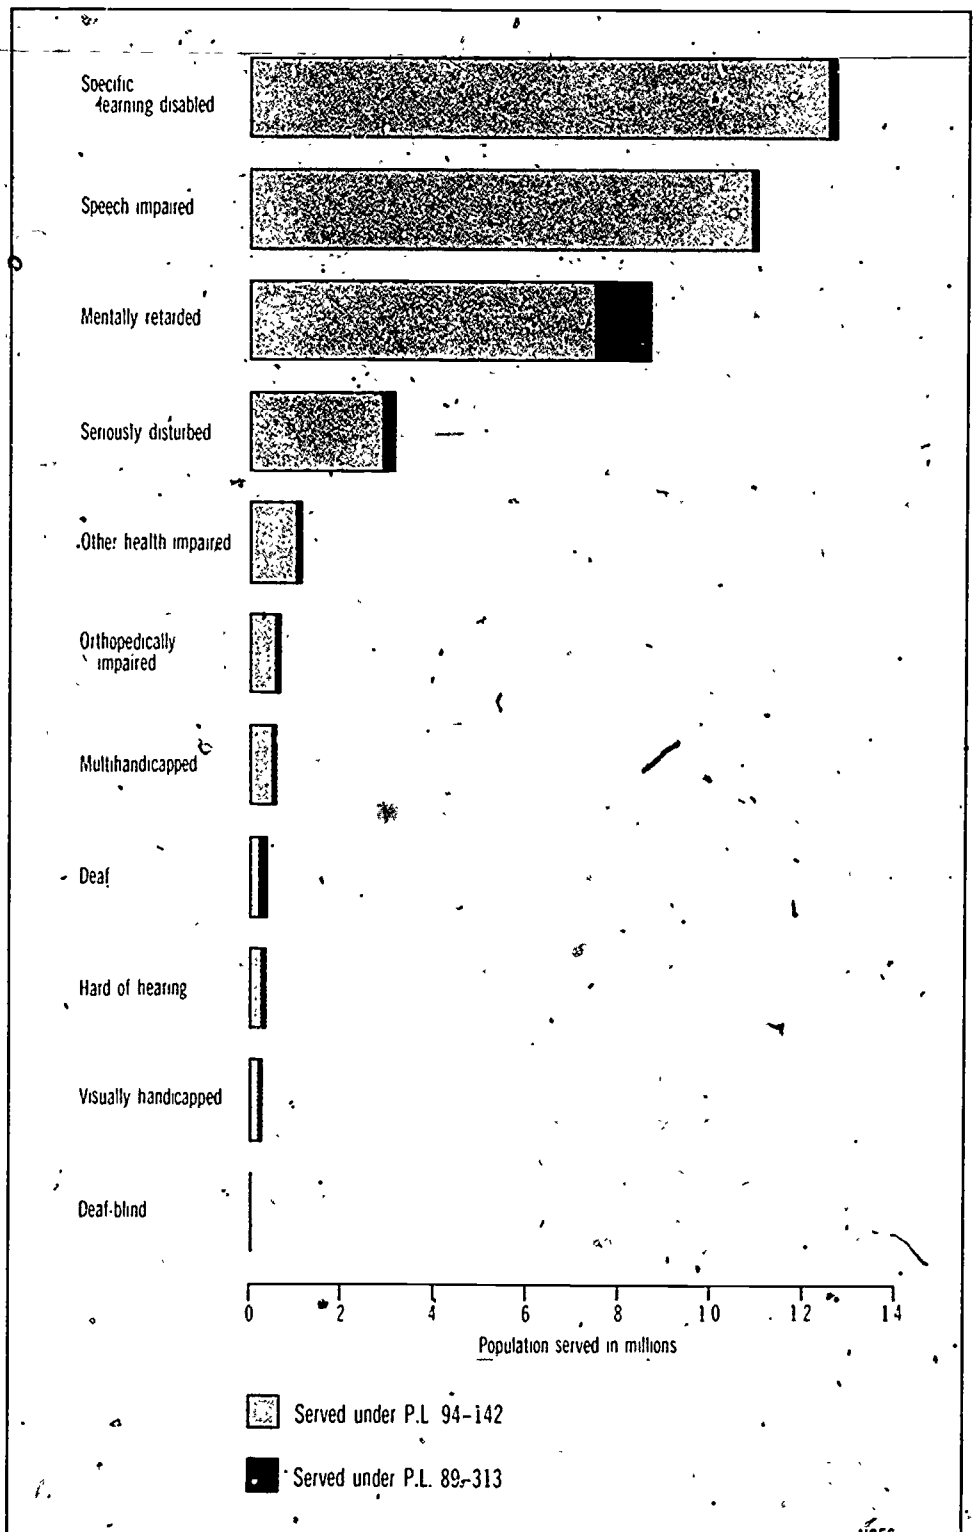 Specific
learning disabled
Speech impaired
Mentally retarded
Seriously disturbed
Other health impaired
Orthopedically
impaired
Multihandicapped
Deaf
Hard of hearing
Visually handicapped
Deaf-blind
0 2 4 6 8 10 12 14
Population served in millions
Served under P.L 94-142
Served under P.L. 89-313